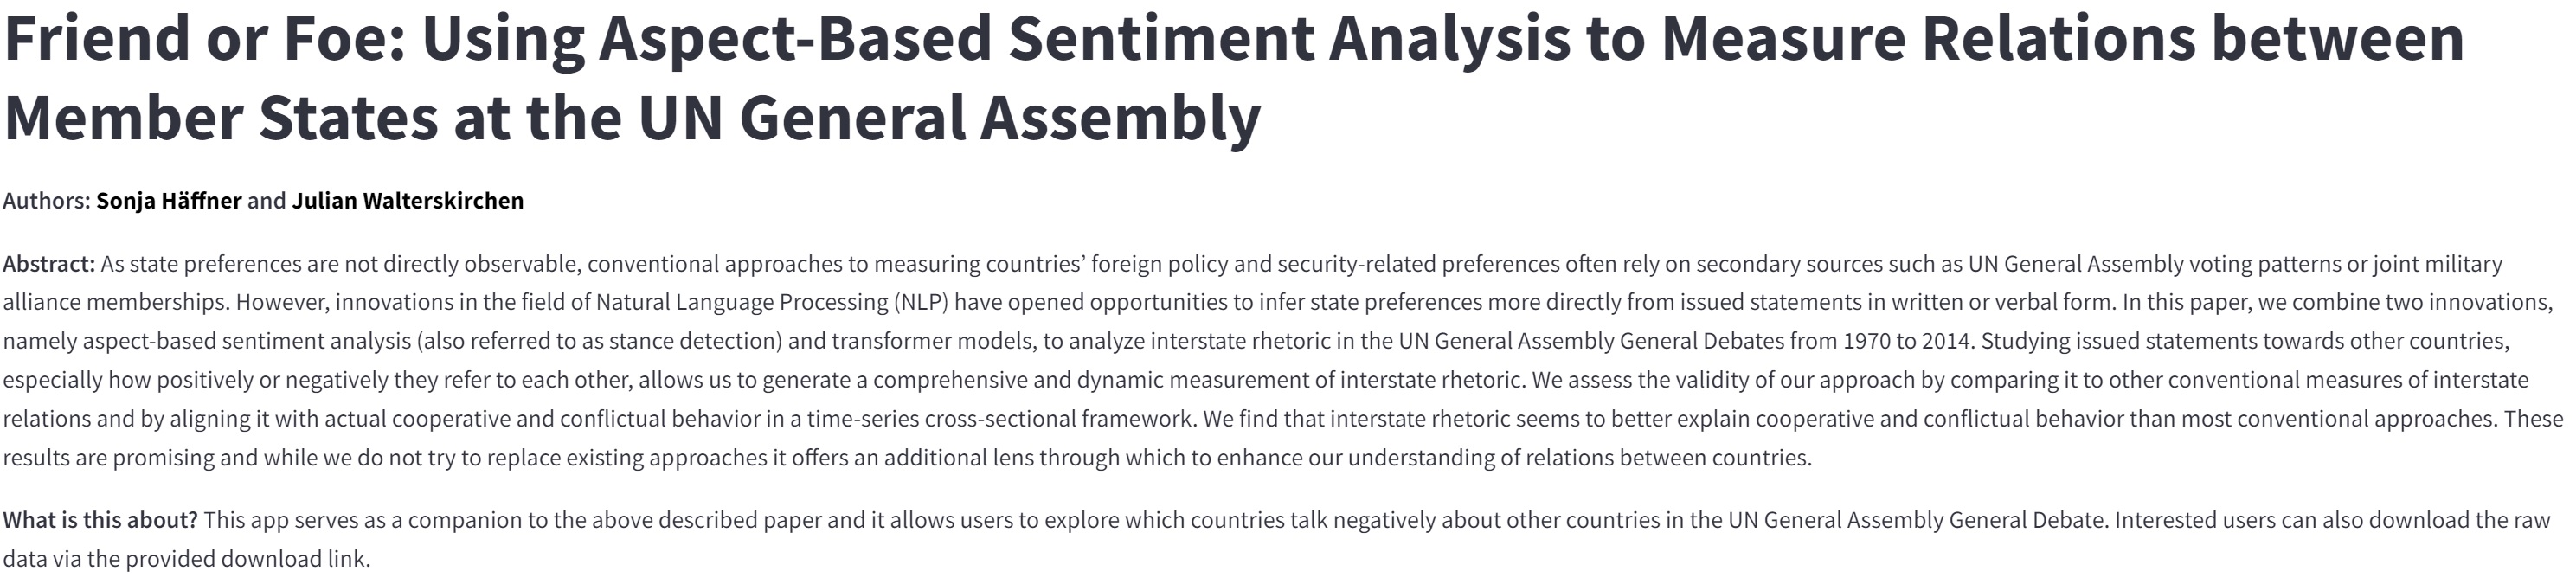 Friend or Foe: Using Aspect-Based Sentiment Analysis to Measure Relations between
Member States at the UN General Assembly
Authors: Sonja Häffner and Julian Walterskirchen
Abstract: As state preferences are not directly observable, conventional approaches to measuring countries’ foreign policy and security-related preferences often rely on secondary sources such as UN General Assembly voting patterns or joint military
alliance memberships. However, innovations in the field of Natural Language Processing (NLP) have opened opportunities to infer state preferences more directly from issued statements in written or verbal form. In this paper, we combine two innovations,
namely aspect-based sentiment analysis (also referred to as stance detection) and transformer models, to analyze interstate rhetoric in the UN General Assembly General Debates from 1970 to 2014. Studying issued statements towards other countries,
especially how positively or negatively they refer to each other, allows us to generate a comprehensive and dynamic measurement of interstate rhetoric. We assess the validity of our approach by comparing it to other conventional measures of interstate
relations and by aligning it with actual cooperative and conflictual behavior in a time-series cross-sectional framework. We find that interstate rhetoric seems to better explain cooperative and conflictual behavior than most conventional approaches. These
results are promising and while we do not try to replace existing approaches it offers an additional lens through which to enhance our understanding of relations between countries.
What is this about? This app serves as a companion to the above described paper and it allows users to explore which countries talk negatively about other countries in the UN General Assembly General Debate. Interested users can also download the raw
data via the provided download link.